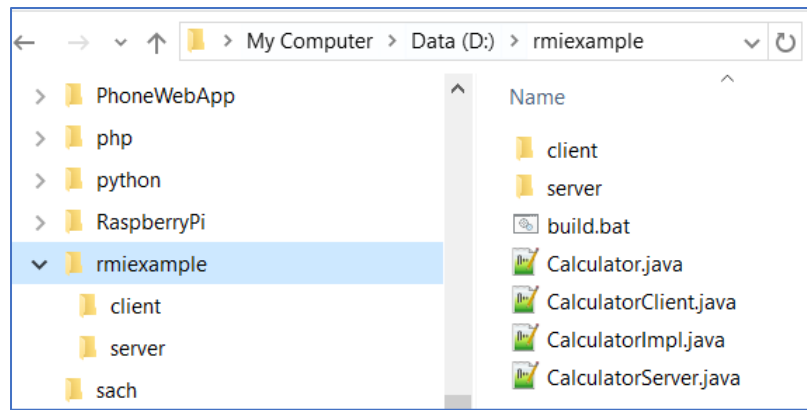 My Computer > Data (D:) > rmiexample
PhoneWebApp
php
python
RaspberryPi
rmiexample
client
server
sach
Name
client
server
build.bat
Calculator.java
CalculatorClient.java
CalculatorImpl.java
CalculatorServer.java